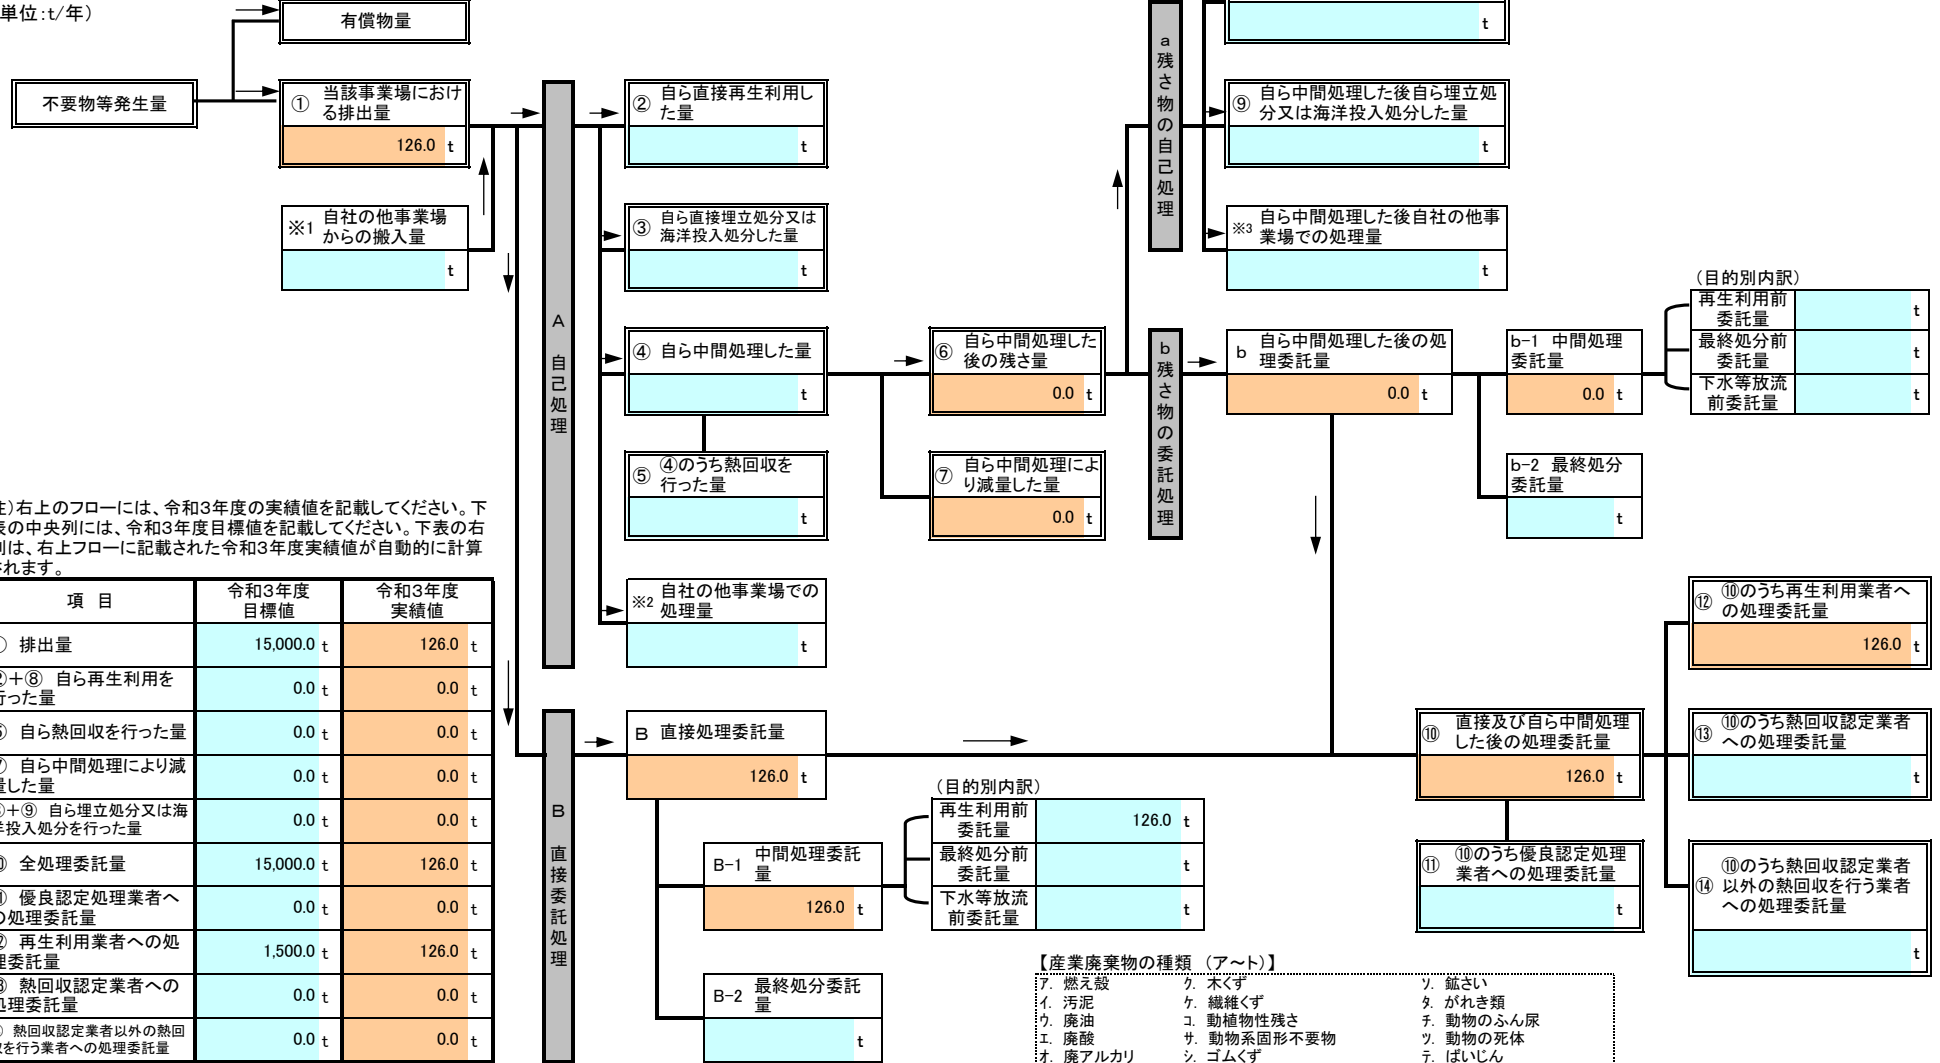 単位:t/年)
有償物量
不要物等発生量
① 当該事業場におけ
る排出量
126.0 t
※1 自社の他事業場
からの搬入量
t
A 自己処理
② 自ら直接再生利用し
た量
t
③ 自ら直接埋立処分又は
海洋投入処分した量
t
④ 自ら中間処理した量
t
⑤ ④のうち熱回収を
行った量
t
※2 自社の他事業場での
処理量
t
⑥ 自ら中間処理した
後の残さ量
0.0 t
⑦ 自ら中間処理によ
り減量した量
0.0 t
a残さ物の自己処理
t
⑨ 自ら中間処理した後自ら埋立処
分又は海洋投入処分した量
t
※3 自ら中間処理した後自社の他事
業場での処理量
t
b残さ物の委託処理
b 自ら中間処理した後の処
理委託量
0.0 t
b-1 中間処理
委託量
0.0 t
b-2 最終処分
委託量
t
(目的別内訳)
再生利用前
委託量
t
最終処分前
委託量
t
下水等放流
前委託量
t
)右上のフローには、令和3年度の実績値を記載してください。下
の中央列には、令和3年度目標値を記載してください。下表の右
は、右上フローに記載された令和3年度実績値が自動的に計算
れます。
項 目
令和3年度
目標値
令和3年度
実績値
排出量
15,000.0 t
126.0 t
+⑧ 自ら再生利用を
行った量
0.0 t
0.0 t
自ら熱回収を行った量
0.0 t
0.0 t
自ら中間処理により減
量した量
0.0 t
0.0 t
+⑨ 自ら埋立処分又は海
洋投入処分を行った量
0.0 t
0.0 t
全処理委託量
15,000.0 t
126.0 t
優良認定処理業者へ
の処理委託量
0.0 t
0.0 t
再生利用業者への処
理委託量
1,500.0 t
126.0 t
熱回収認定業者への
処理委託量
0.0 t
0.0 t
熱回収認定業者以外の熱回
収を行う業者への処理委託量
0.0 t
0.0 t
B 直接委託処理
B 直接処理委託量
126.0 t
B-1 中間処理委託
量
126.0 t
B-2 最終処分委託
量
t
(目的別内訳)
再生利用前
委託量
126.0 t
最終処分前
委託量
t
下水等放流
前委託量
t
⑩ 直接及び自ら中間処理
した後の処理委託量
126.0 t
⑪ ⑩のうち優良認定処理
業者への処理委託量
t
⑫ ⑩のうち再生利用業者へ
の処理委託量
126.0 t
⑬ ⑩のうち熱回収認定業者
への処理委託量
t
⑭ ⑩のうち熱回収認定業者
以外の熱回収を行う業者
への処理委託量
t
【産業廃棄物の種類 (ア~ト)】
ア. 燃え殻 ク. 木くず ソ. 鉱さい
イ. 汚泥 ケ. 繊維くず タ. がれき類
ウ. 廃油 コ. 動植物性残さ チ. 動物のふん尿
エ. 廃酸 サ. 動物系固形不要物 ツ. 動物の死体
オ. 廃アルカリ シ. ゴムくず テ. ばいじん